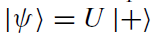 |ψ⟩ = U |+⟩